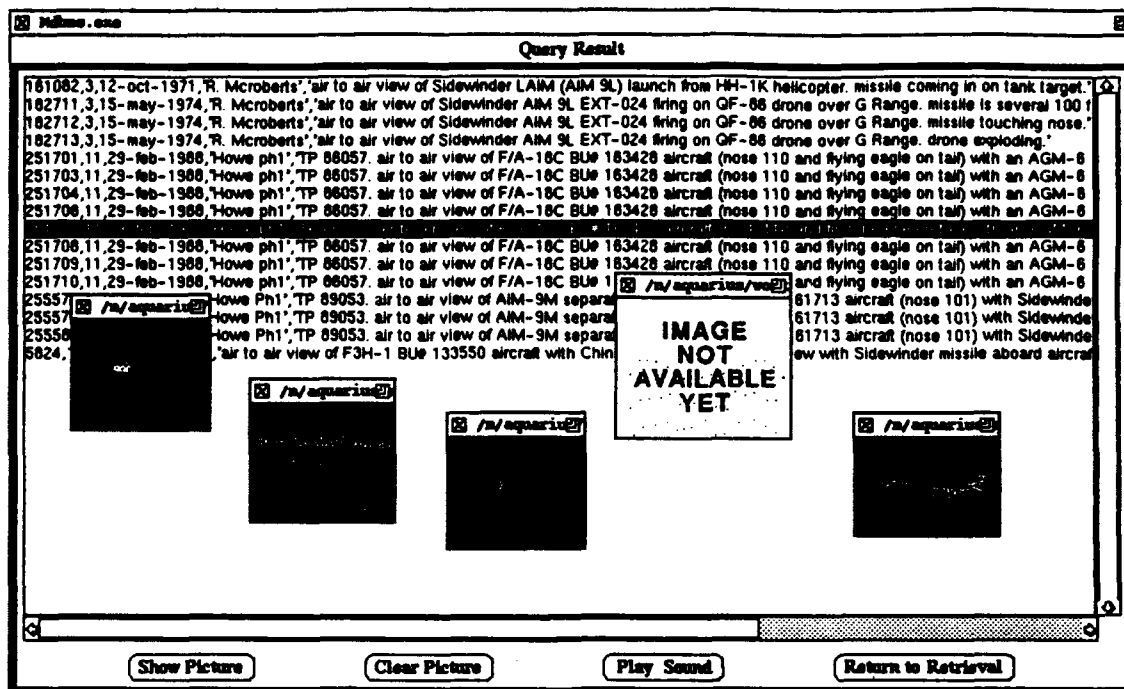 Mdbms.exe
Query Result
181082,3,12-oct-1971,'R. Mcroberts','air to air view of Sidewinder LAIM (AIM 9L) launch from HH-1K helicopter. missile coming in on tank target.'
182711,3,15-may-1974,'R. Mcroberts','air to air view of Sidewinder AIM 9L EXT-024 firing on QF-86 drone over G Range. missile is several 100 f
182712,3,15-may-1974,'R. Mcroberts','air to air view of Sidewinder AIM 9L EXT-024 firing on QF-86 drone over G Range. missile touching nose.'
182713,3,15-may-1974,'R. Mcroberts','air to air view of Sidewinder AIM 9L EXT-024 firing on QF-86 drone over G Range. drone exploding.'
251701,11,29-feb-1988,'Howe ph1','TP 86057. air to air view of F/A-18C BU# 163428 aircraft (nose 110 and flying eagle on tail) with an AGM-6
251703,11,29-feb-1988,'Howe ph1','TP 86057. air to air view of F/A-18C BU# 163428 aircraft (nose 110 and flying eagle on tail) with an AGM-6
251704,11,29-feb-1988,'Howe ph1','TP 86057. air to air view of F/A-18C BU# 163428 aircraft (nose 110 and flying eagle on tail) with an AGM-6
251706,11,29-feb-1988,'Howe ph1','TP 86057. air to air view of F/A-18C BU# 163428 aircraft (nose 110 and flying eagle on tail) with an AGM-6
251708,11,29-feb-1988,'Howe ph1','TP 86057. air to air view of F/A-18C BU# 163428 aircraft (nose 110 and flying eagle on tail) with an AGM-6
251709,11,29-feb-1988,'Howe ph1','TP 86057. air to air view of F/A-18C BU# 163428 aircraft (nose 110 and flying eagle on tail) with an AGM-6
251710,11,29-feb-1988,'Howe ph1','TP 86057. air to air view of F/A-18C BU# 1 and flying eagle on tail) with an AGM-6
25557 Howe Ph1','TP 89053. air to air view of AIM-9M separa 61713 aircraft (nose 101) with Sidewinde
25557 Howe Ph1','TP 89053. air to air view of AIM-9M separa 61713 aircraft (nose 101) with Sidewinde
25558 Howe Ph1','TP 89053. air to air view of AIM-9M separa 61713 aircraft (nose 101) with Sidewinde
5824,' ,'air to air view of F3H-1 BU# 133550 aircraft with Chin ew with Sidewinder missile aboard aircraf
/n/aquarius/vo
IMAGE
NOT
AVAILABLE
YET
/n/aquarius
/n/aquarius
/n/aquariu
/n/aquarius
Show Picture
Clear Picture
Play Sound
Return to Retrieval